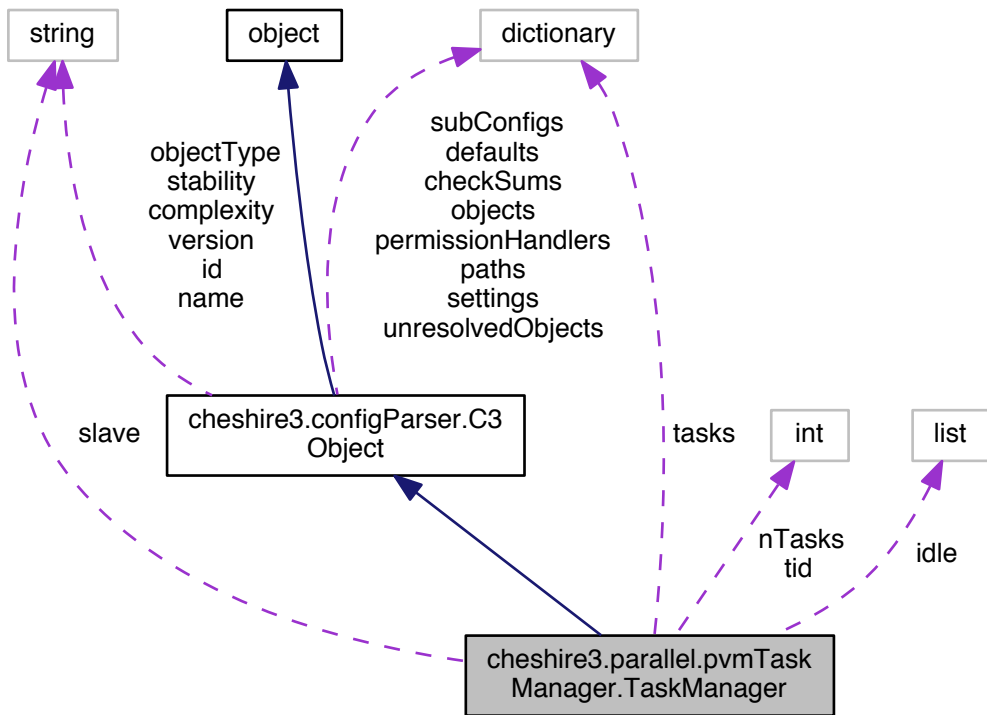 string
object
dictionary
objectType
stability
complexity
version
id
name
subConfigs
defaults
checkSums
objects
permissionHandlers
paths
settings
unresolvedObjects
cheshire3.configParser.C3
Object
slave
tasks
int
list
nTasks
tid
idle
cheshire3.parallel.pvmTask
Manager.TaskManager